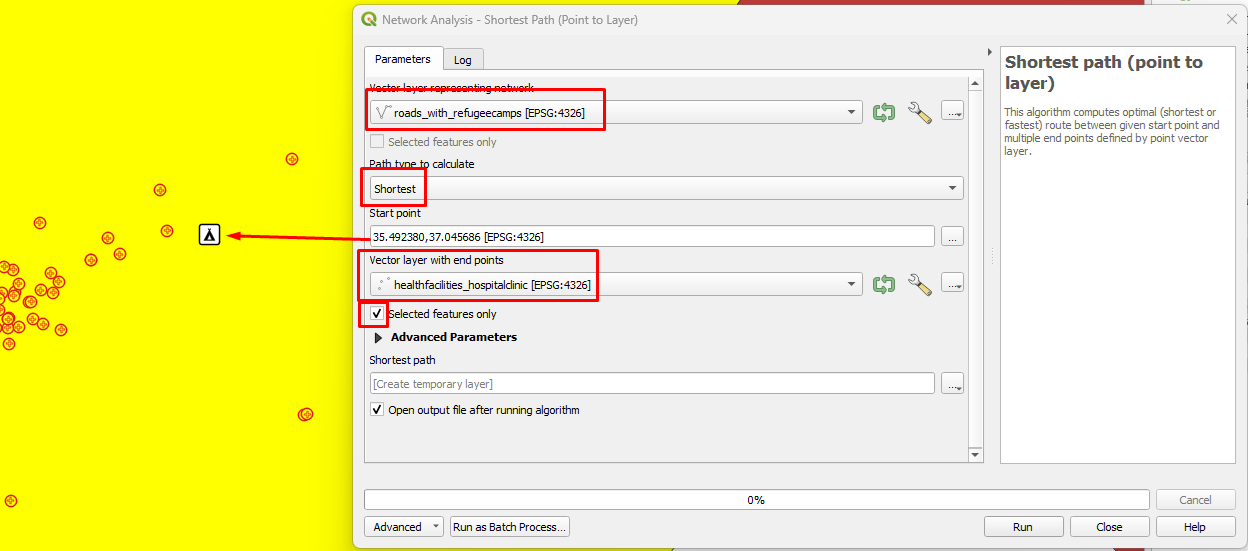 Network Analysis - Shortest Path (Point to Layer)
Parameters
Log
Vector layer representing network
roads_with_refugeecamps [EPSG:4326]
...
Selected features only
Path type to calculate
Shortest
Start point
35.492380,37.045686 [EPSG:4326]
...
Vector layer with end points
healthfacilities_hospitalclinic [EPSG:4326]
...
Selected features only
Advanced Parameters
Shortest path
[Create temporary layer]
...
Open output file after running algorithm
Shortest path (point to
layer)
This algorithm computes optimal (shortest or
fastest) route between given start point and
multiple end points defined by point vector
layer.
0%
Cancel
Advanced
Run as Batch Process...
Run
Close
Help